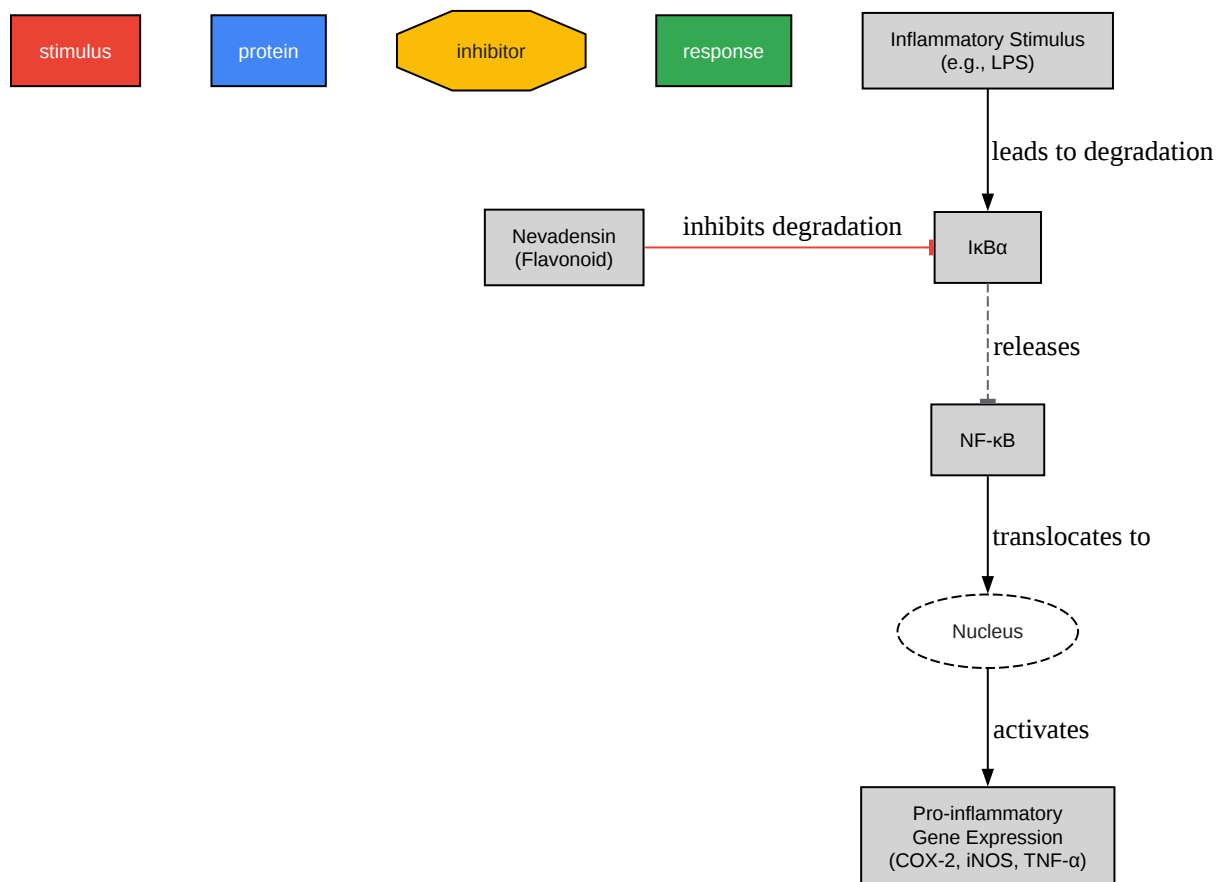 stimulus
protein
inhibitor
response
Inflammatory Stimulus
(e.g., LPS)
leads to degradation
Nevadensin
(Flavonoid)
inhibits degradation
IκBα
releases
NF-κB
translocates to
Nucleus
activates
Pro-inflammatory
Gene Expression
(COX-2, iNOS, TNF-α)